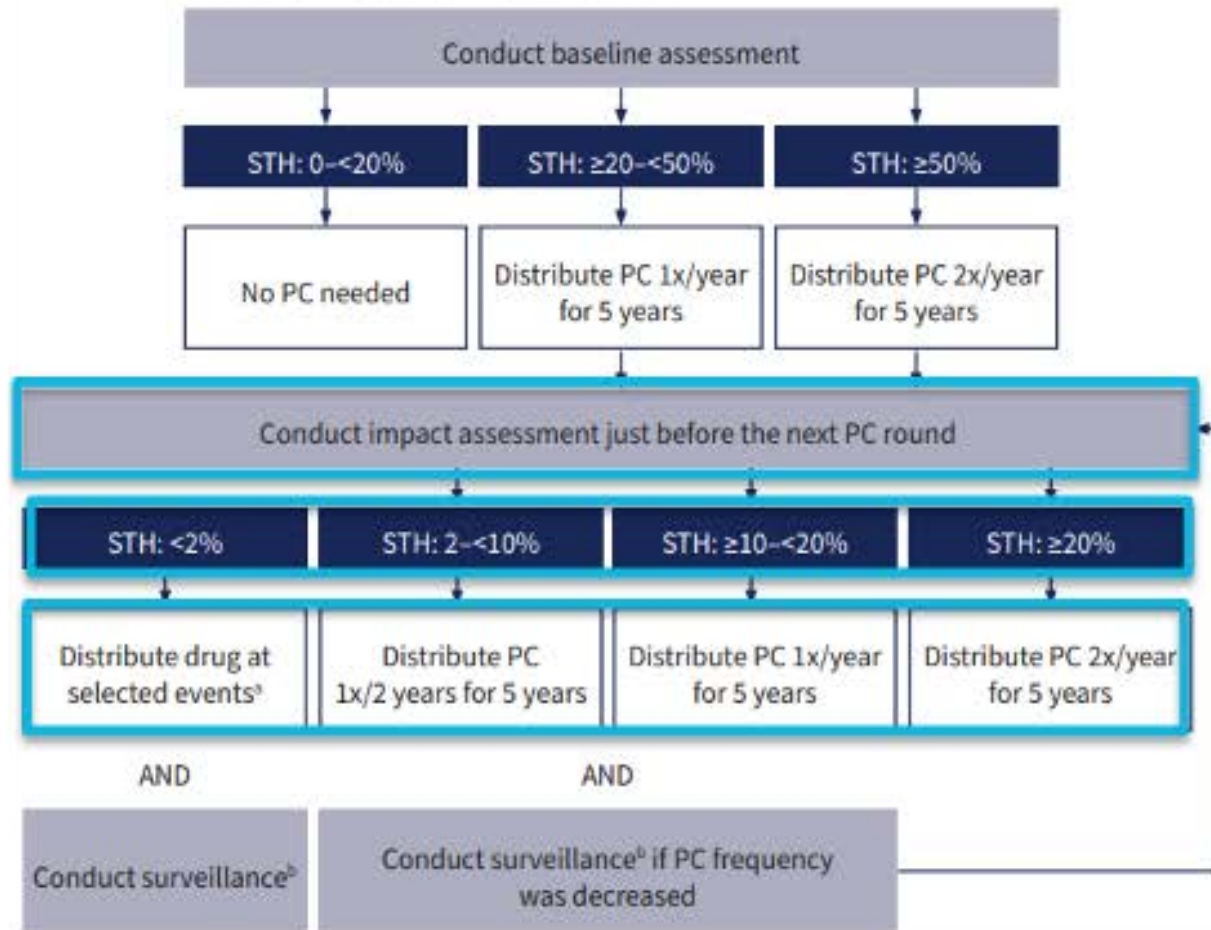 Conduct baseline assessment
STH: 0–<20%
STH: ≥20–<50%
STH: ≥50%
No PC needed
Distribute PC 1x/year
for 5 years
Distribute PC 2x/year
for 5 years
Conduct impact assessment just before the next PC round
STH: <2%
STH: 2–<10%
STH: ≥10–<20%
STH: ≥20%
Distribute drug at
selected eventsᵃ
Distribute PC
1x/2 years for 5 years
Distribute PC 1x/year
for 5 years
Distribute PC 2x/year
for 5 years
AND
AND
Conduct surveillanceᵇ
Conduct surveillanceᵇ if PC frequency
was decreased